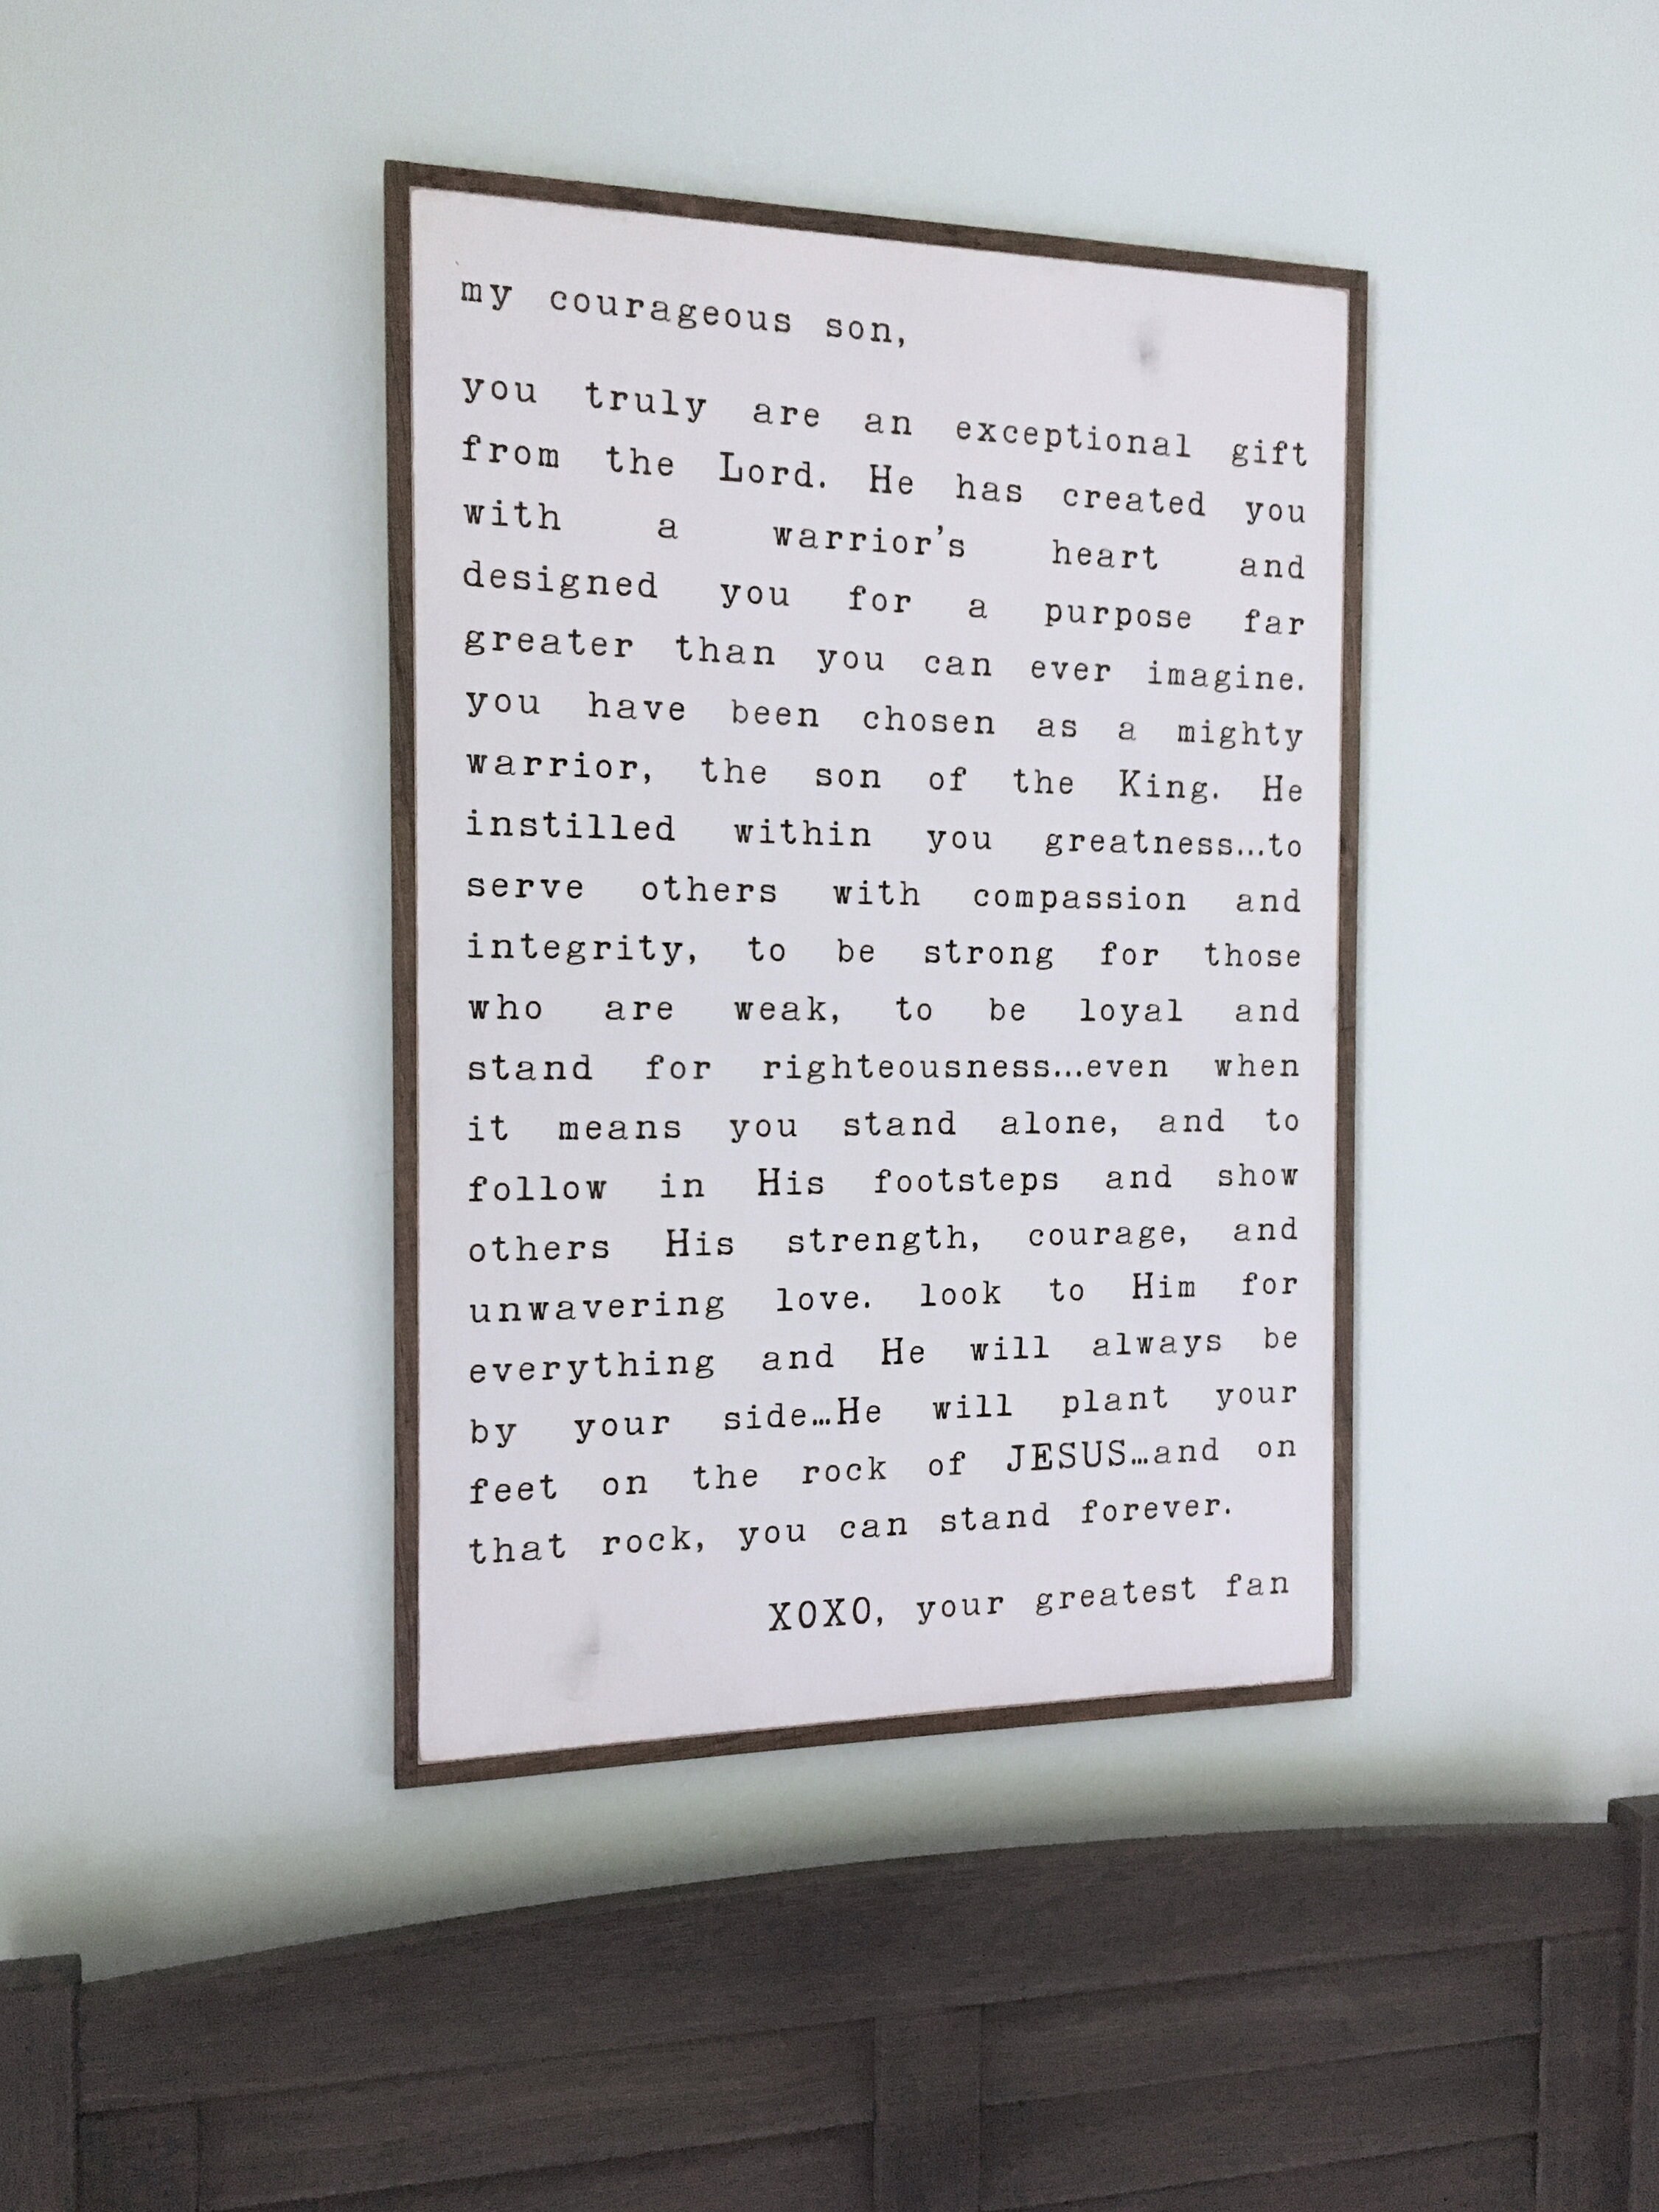 my courageous son,
you truly are an exceptional gift
from the Lord. He has created you
with a warrior's heart and
designed you for a purpose far
greater than you can ever imagine.
you have been chosen as a mighty
warrior, the son of the King. He
instilled within you greatness...to
serve others with compassion and
integrity, to be strong for those
who are weak, to be loyal and
stand for righteousness...even when
it means you stand alone, and to
follow in His footsteps and show
others His strength, courage, and
unwavering love. look to Him for
everything and He will always be
by your side...He will plant your
feet on the rock of JESUS...and on
that rock, you can stand forever.
XOXO, your greatest fan